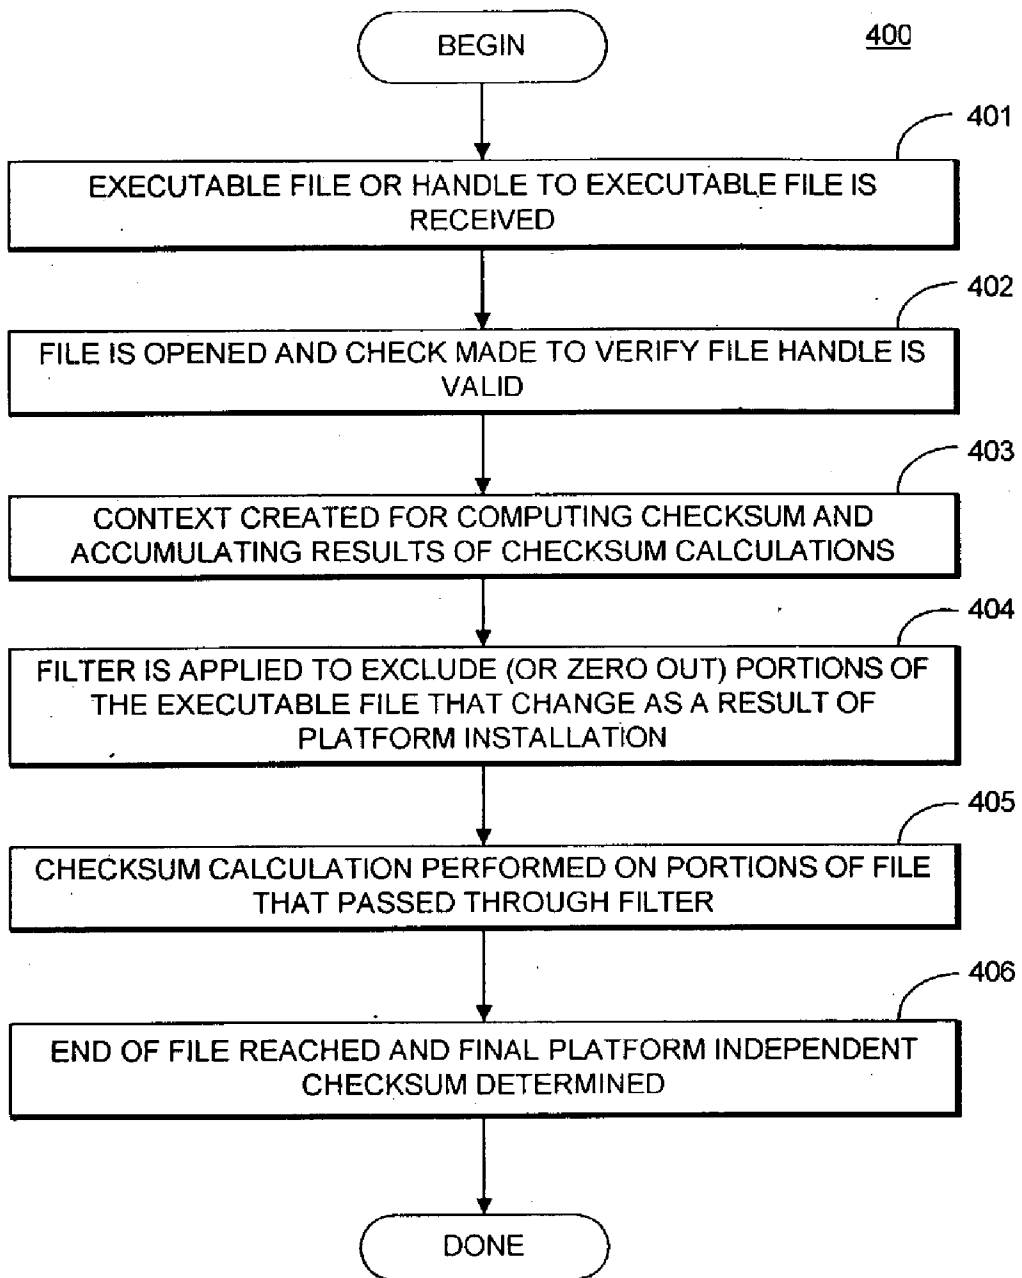 BEGIN
400
401
EXECUTABLE FILE OR HANDLE TO EXECUTABLE FILE IS
RECEIVED
402
FILE IS OPENED AND CHECK MADE TO VERIFY FILE HANDLE IS
VALID
403
CONTEXT CREATED FOR COMPUTING CHECKSUM AND
ACCUMULATING RESULTS OF CHECKSUM CALCULATIONS
404
FILTER IS APPLIED TO EXCLUDE (OR ZERO OUT) PORTIONS OF
THE EXECUTABLE FILE THAT CHANGE AS A RESULT OF
PLATFORM INSTALLATION
405
CHECKSUM CALCULATION PERFORMED ON PORTIONS OF FILE
THAT PASSED THROUGH FILTER
406
END OF FILE REACHED AND FINAL PLATFORM INDEPENDENT
CHECKSUM DETERMINED
DONE